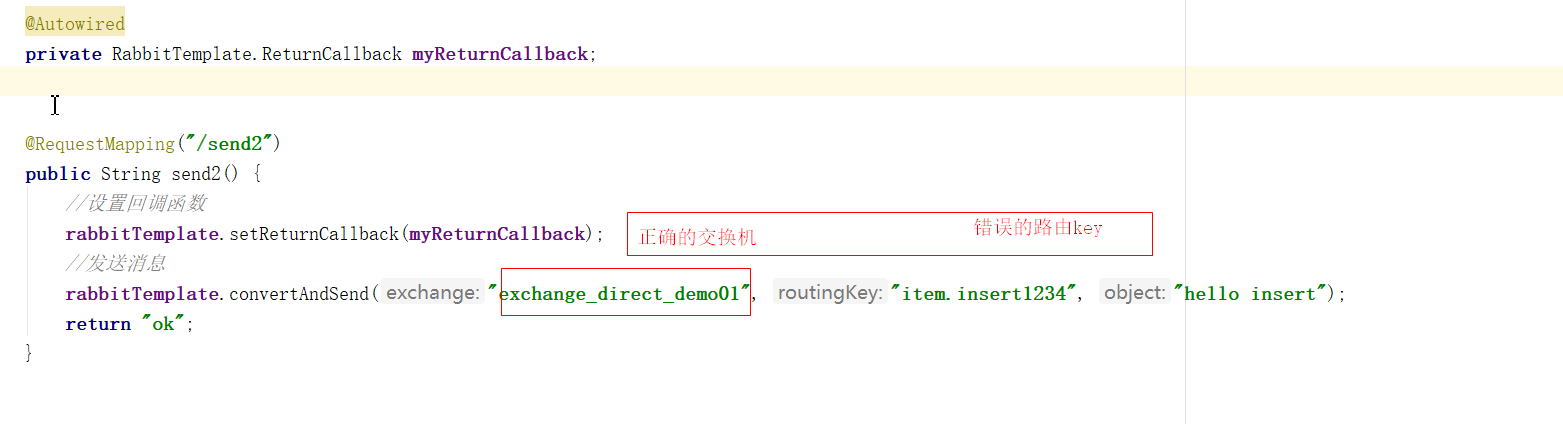 @Autowired
private RabbitTemplate.ReturnCallback myReturnCallback;
@RequestMapping("/send2")
public String send2() {
//设置回调函数
rabbitTemplate.setReturnCallback(myReturnCallback);
正确的交换机
错误的路由key
//发送消息
rabbitTemplate.convertAndSend( exchange: "exchange_direct_demo01", routingKey: "item.insert1234", object: "hello insert");
return "ok";
}